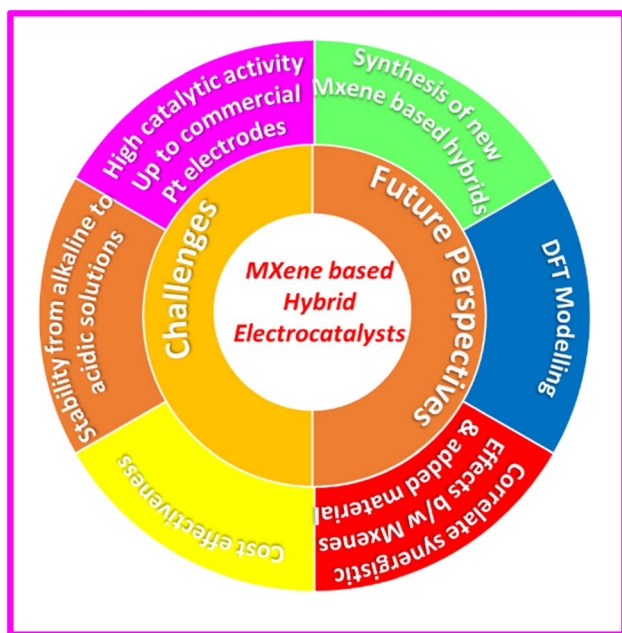 MXene based
Hybrid
Electrocatalysts
Challenges
High catalytic activity
Up to commercial
Pt electrodes
Stability from alkaline to
acidic solutions
Cost effectiveness
Future Perspectives
Synthesis of new
Mxene based hybrids
DFT Modelling
Correlate synergistic
Effects b/w Mxenes
& added material